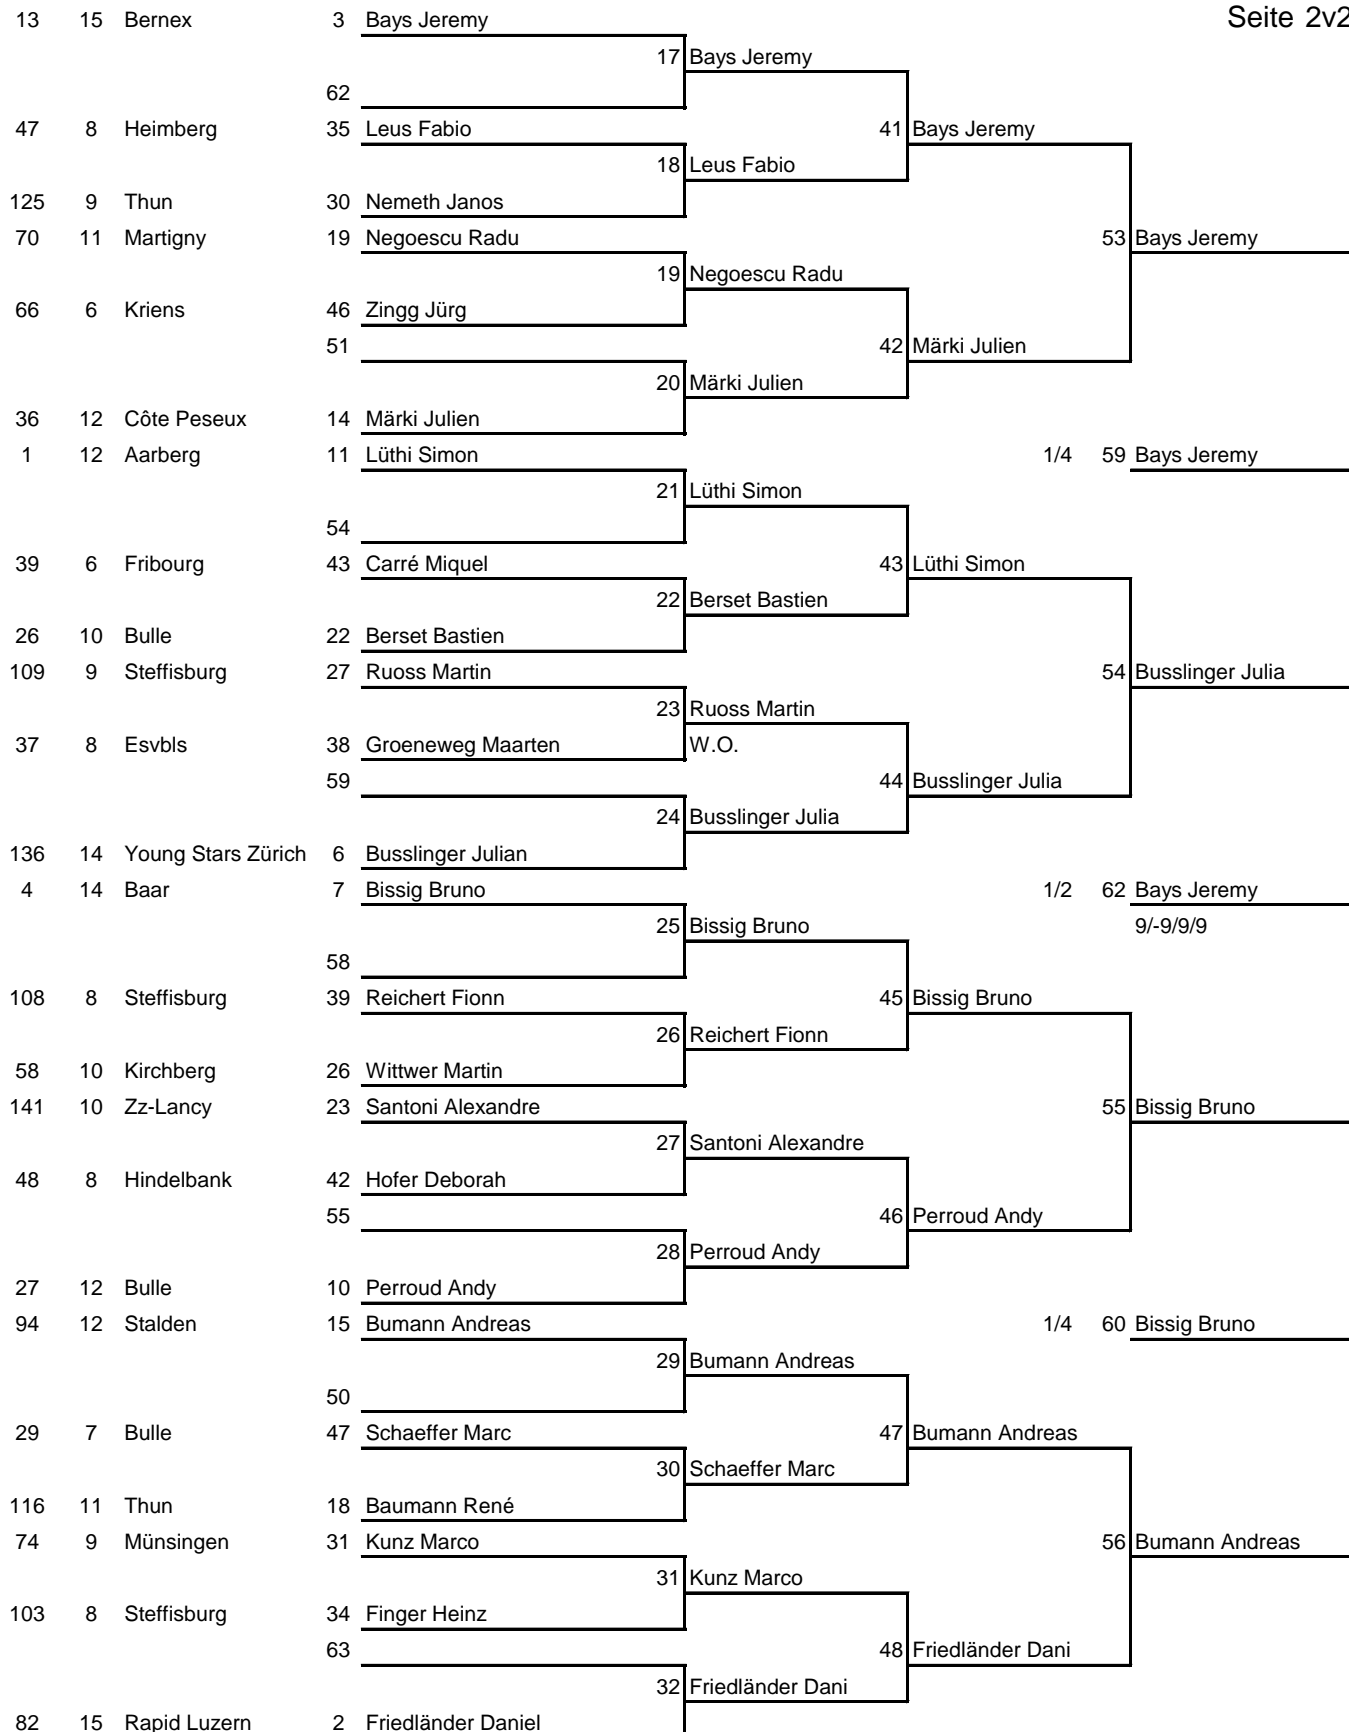 13 15 Bernex 3 Bays Jeremy Seite 2v2
17 Bays Jeremy
62
47 8 Heimberg 35 Leus Fabio 41 Bays Jeremy
18 Leus Fabio
125 9 Thun 30 Nemeth Janos
70 11 Martigny 19 Negoescu Radu 53 Bays Jeremy
19 Negoescu Radu
66 6 Kriens 46 Zingg Jürg
51 42 Märki Julien
20 Märki Julien
36 12 Côte Peseux 14 Märki Julien
1 12 Aarberg 11 Lüthi Simon 1/4 59 Bays Jeremy
21 Lüthi Simon
54
39 6 Fribourg 43 Carré Miquel 43 Lüthi Simon
22 Berset Bastien
26 10 Bulle 22 Berset Bastien
109 9 Steffisburg 27 Ruoss Martin 54 Busslinger Julia
23 Ruoss Martin
37 8 Esvbls 38 Groeneweg Maarten W.O.
59 44 Busslinger Julia
24 Busslinger Julia
136 14 Young Stars Zürich 6 Busslinger Julian
4 14 Baar 7 Bissig Bruno 1/2 62 Bays Jeremy
25 Bissig Bruno 9/-9/9/9
58
108 8 Steffisburg 39 Reichert Fionn 45 Bissig Bruno
26 Reichert Fionn
58 10 Kirchberg 26 Wittwer Martin
141 10 Zz-Lancy 23 Santoni Alexandre 55 Bissig Bruno
27 Santoni Alexandre
48 8 Hindelbank 42 Hofer Deborah
55 46 Perroud Andy
28 Perroud Andy
27 12 Bulle 10 Perroud Andy
94 12 Stalden 15 Bumann Andreas 1/4 60 Bissig Bruno
29 Bumann Andreas
50
29 7 Bulle 47 Schaeffer Marc 47 Bumann Andreas
30 Schaeffer Marc
116 11 Thun 18 Baumann René
74 9 Münsingen 31 Kunz Marco 56 Bumann Andreas
31 Kunz Marco
103 8 Steffisburg 34 Finger Heinz
63 48 Friedländer Dani
32 Friedländer Dani
82 15 Rapid Luzern 2 Friedländer Daniel